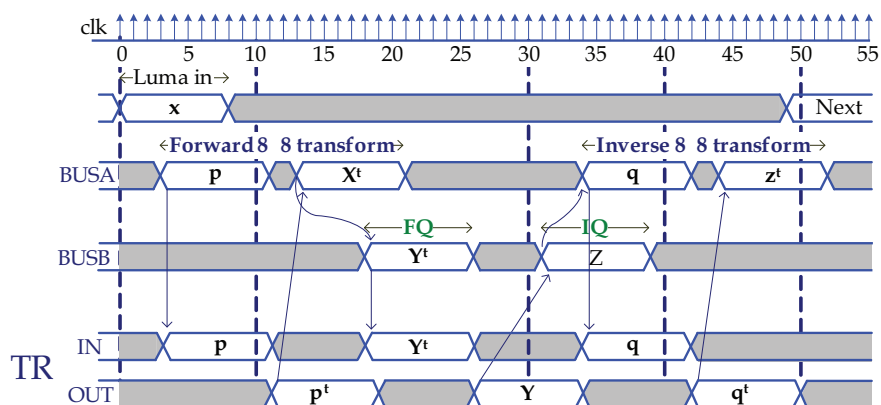 clk
0 5 10 15 20 25 30 35 40 45 50 55
Luma in
x Next
Forward 8 8 transform Inverse 8 8 transform
BUSA p Xᵗ q zᵗ
FQ IQ
BUSB Yᵗ Z
TR
IN p Yᵗ q
OUT pᵗ Y qᵗ